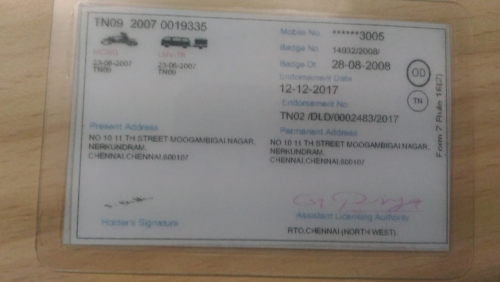 TN09 2007 0019335
Mobile No ******3005
Badge No 14932/2008/
Badge Dt 28-08-2008
23-08-2007
TN09
23-08-2007
TN09
Endorsement Date
12-12-2017
Endorsement No
TN02 /DLD/0002483/2017
OD
TN
Form 7 Rule 16(2)
Present Address
NO 10 11 TH STREET MOOGAMBIGAI NAGAR,
NERKUNDRAM,
CHENNAI,CHENNAI,600107
Permanent Address
NO 10 11 TH STREET MOOGAMBIGAI NAGAR,
NERKUNDRAM,
CHENNAI,CHENNAI,600107
Holder's Signature
Assistant Licensing Authority
RTO,CHENNAI (NORTH WEST)